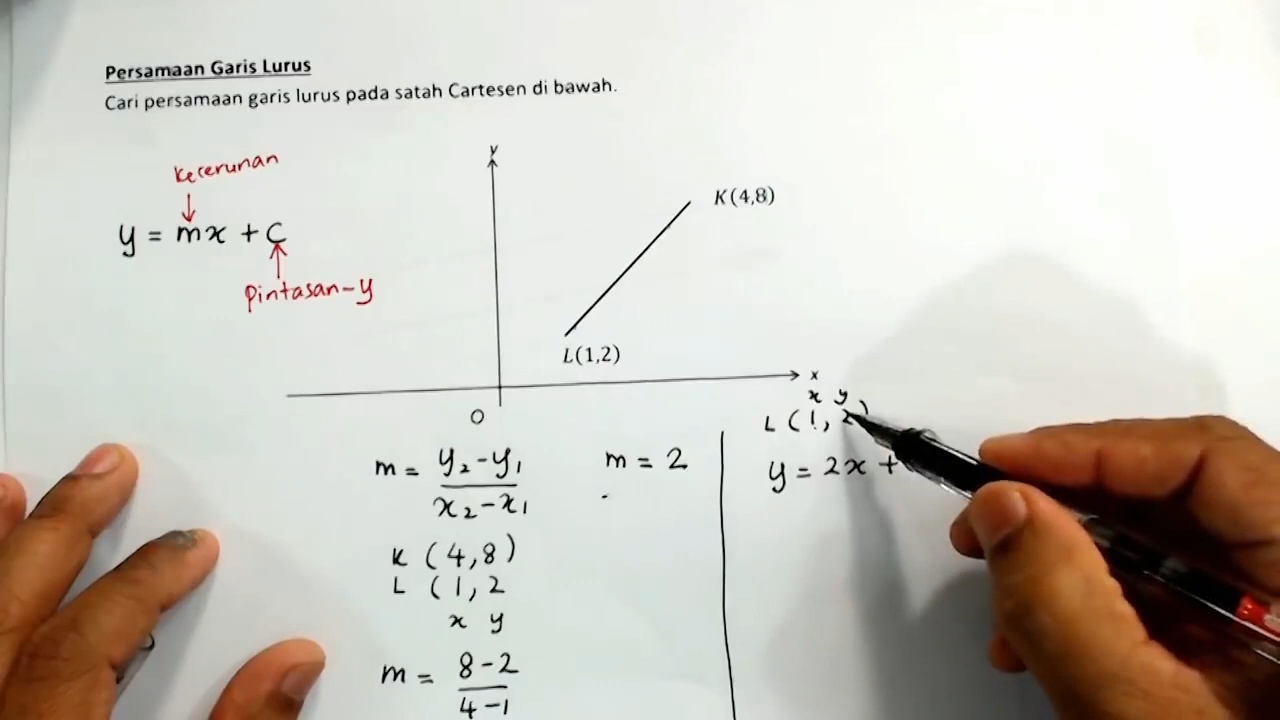 Persamaan Garis Lurus
Cari persamaan garis lurus pada satah Cartesen di bawah.
kecerunan
y = mx + c
pintasan-y
y
K(4,8)
L(1,2)
x
O
x y
L (1, 2)
y = 2x +
m = y₂-y₁
x₂-x₁
m = 2
K (4,8)
L (1, 2
x y
m = 8-2
4-1